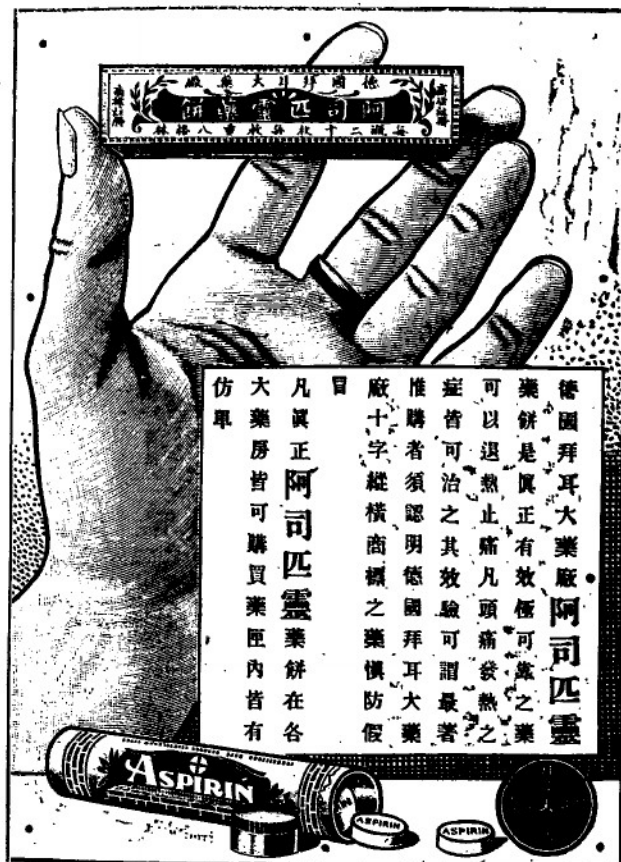 德國拜耳大藥廠
阿司匹靈藥餅
每瓶二十枚每枚重八格林
德國拜耳大藥廠阿司匹靈
藥餅是眞正有效極可靠之藥
可以退熱止痛凡頭痛發熱之
症皆可治之其效驗可謂最著
惟購者須認明德國拜耳大藥
廠十字縱橫商標之藥慎防假
冒
凡眞正阿司匹靈藥餅在各
大藥房皆可購買藥匣內皆有
仿單
ASPIRIN
ASPIRIN
ASPIRIN